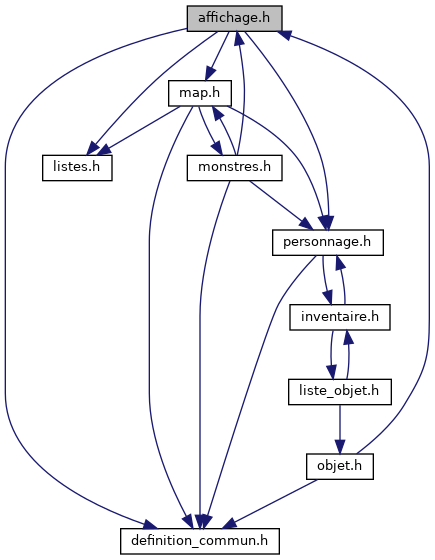 affichage.h
map.h
listes.h
monstres.h
personnage.h
inventaire.h
liste_objet.h
objet.h
definition_commun.h